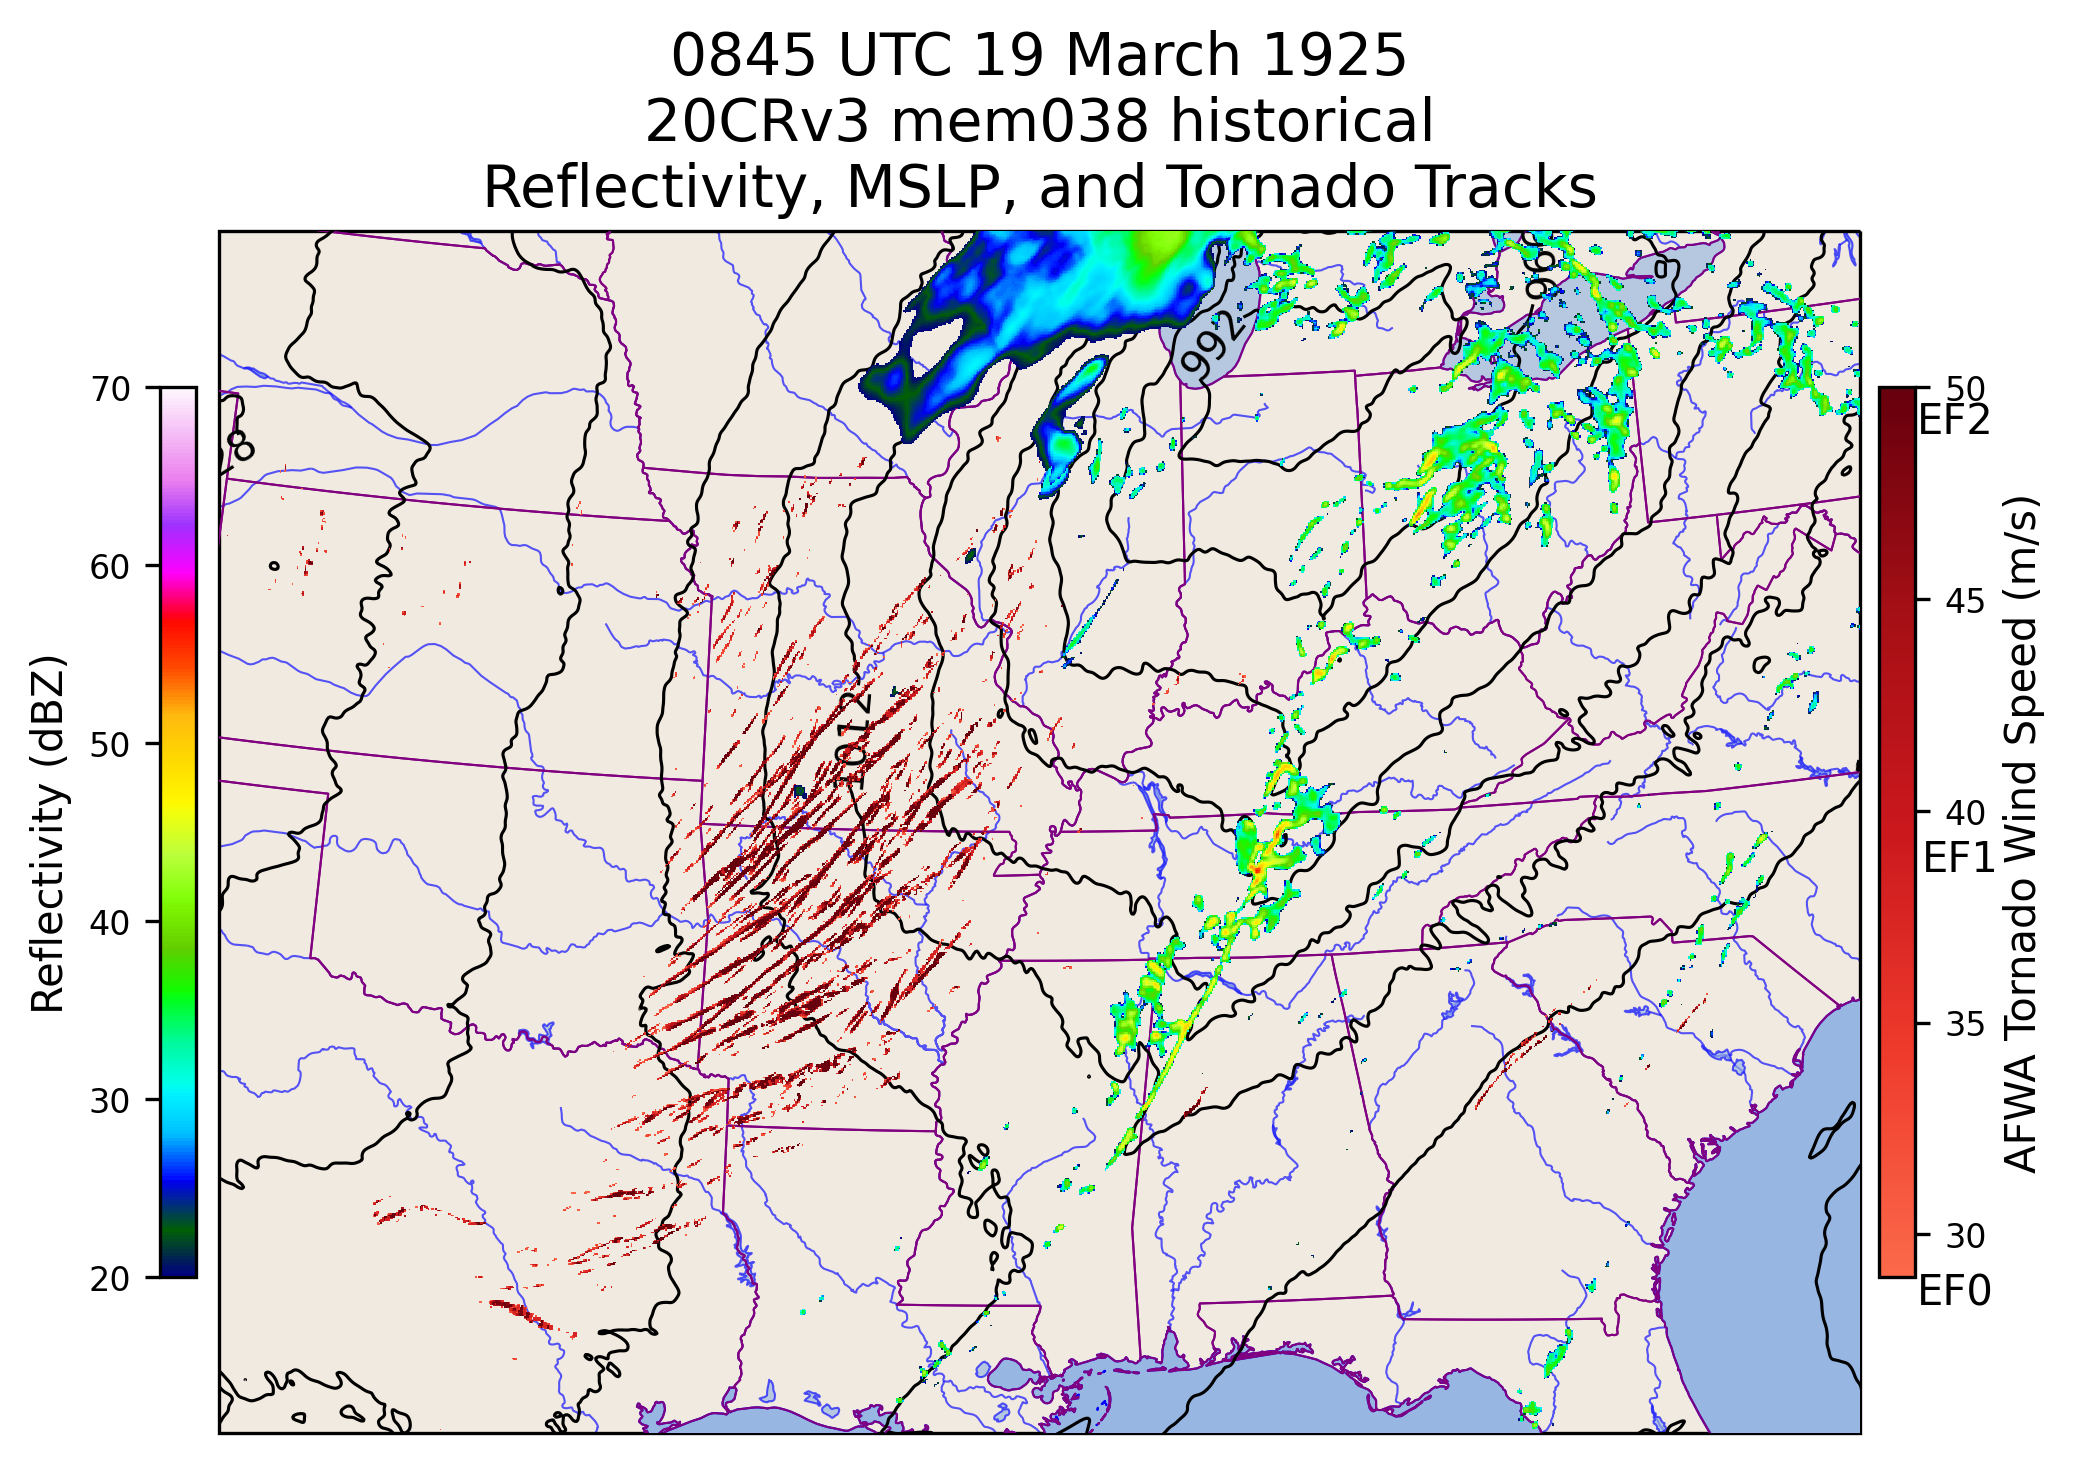 0845 UTC 19 March 1925
20CRv3 mem038 historical
Reflectivity, MSLP, and Tornado Tracks
70
60
50
40
30
20
Reflectivity (dBZ)
8
992
1012
50
EF2
45
40
EF1
35
30
EF0
AFWA Tornado Wind Speed (m/s)